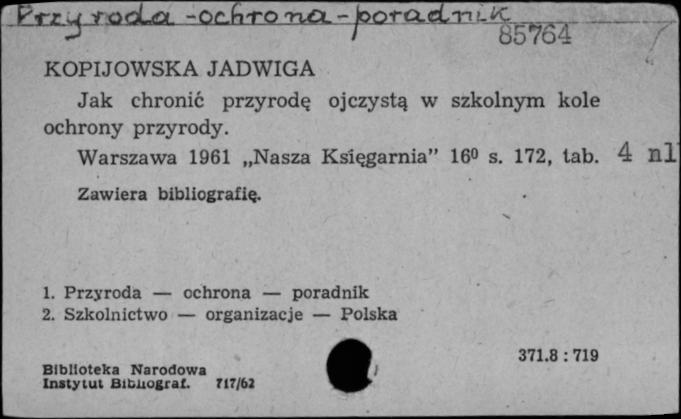 Przyroda - ochrona - poradnik
85764
KOPIJOWSKA JADWIGA
Jak chronić przyrodę ojczystą w szkolnym kole
ochrony przyrody.
Warszawa 1961 „Nasza Księgarnia” 16⁰ s. 172, tab. 4 nl
Zawiera bibliografię.
1. Przyroda — ochrona — poradnik
2. Szkolnictwo — organizacje — Polska
371.8 : 719
Biblioteka Narodowa
Instytut Bibliograf. 717/62